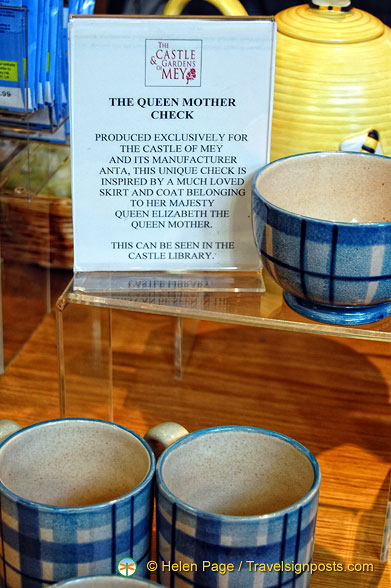 THE
CASTLE
& GARDENS
OF
MEY
THE QUEEN MOTHER
CHECK
PRODUCED EXCLUSIVELY FOR
THE CASTLE OF MEY
AND ITS MANUFACTURER
ANTA, THIS UNIQUE CHECK IS
INSPIRED BY A MUCH LOVED
SKIRT AND COAT BELONGING
TO HER MAJESTY
QUEEN ELIZABETH THE
QUEEN MOTHER.
THIS CAN BE SEEN IN THE
CASTLE LIBRARY.
© Helen Page / Travelsignposts.com